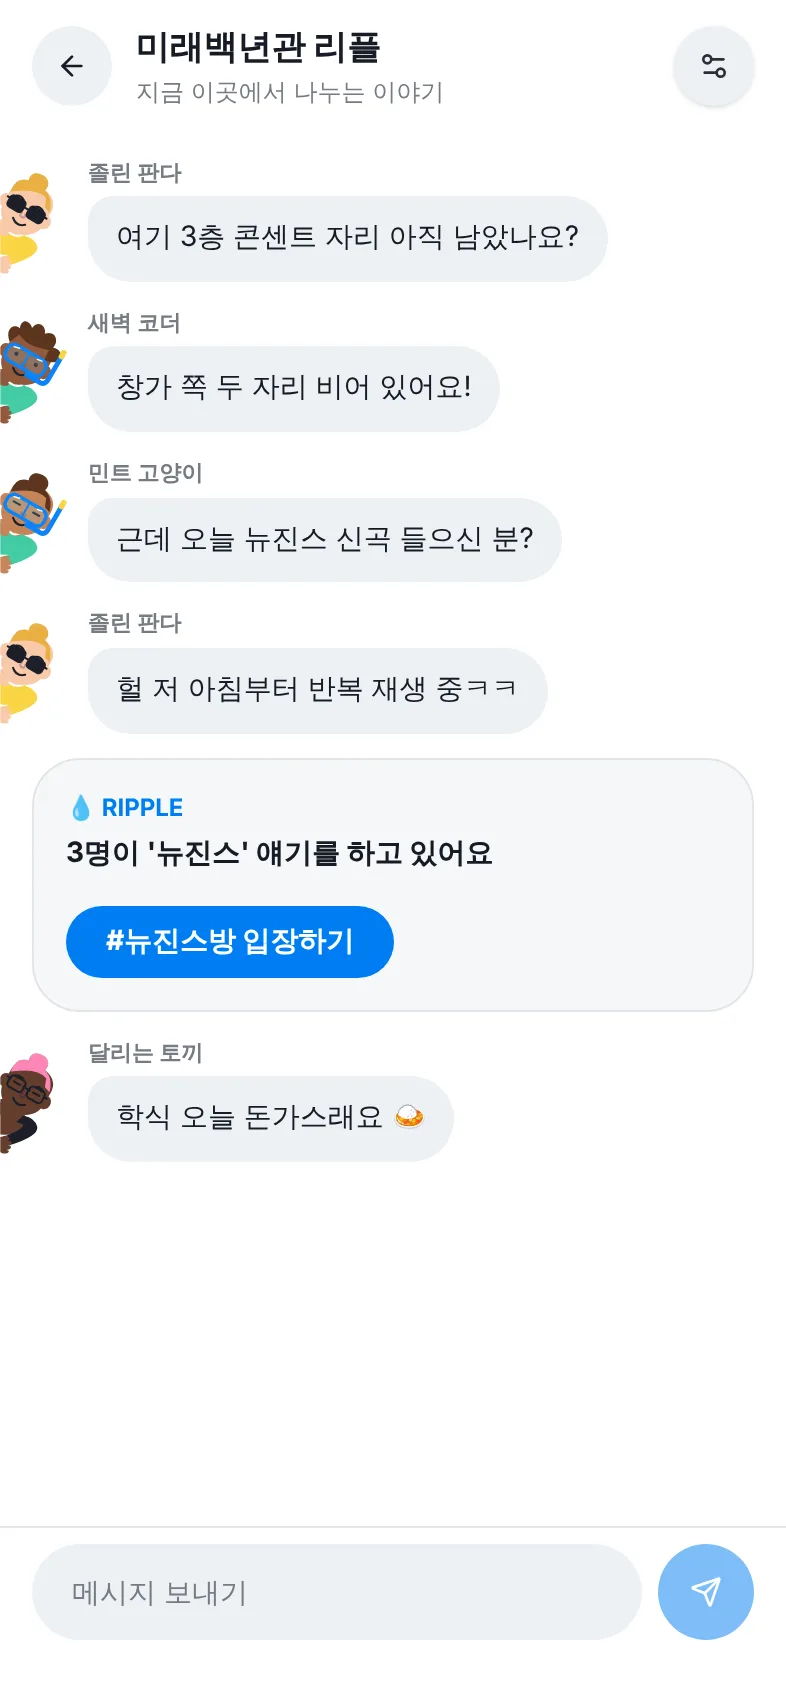 미래백년관 리플
지금 이곳에서 나누는 이야기
졸린 판다
여기 3층 콘센트 자리 아직 남았나요?
새벽 코더
창가 쪽 두 자리 비어 있어요!
민트 고양이
근데 오늘 뉴진스 신곡 들으신 분?
졸린 판다
헐 저 아침부터 반복 재생 중ㅋㅋ
💧 RIPPLE
3명이 '뉴진스' 얘기를 하고 있어요
#뉴진스방 입장하기
달리는 토끼
학식 오늘 돈가스래요 🍛
메시지 보내기